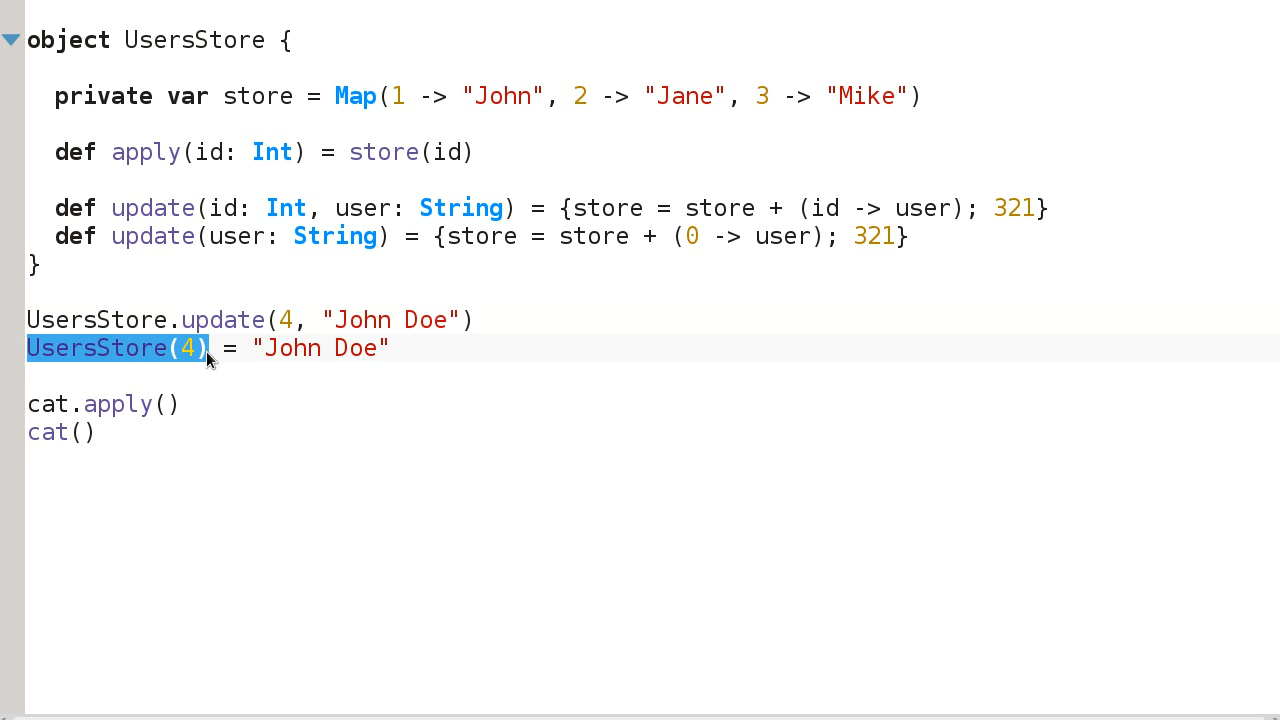 object UsersStore {
private var store = Map(1 -> "John", 2 -> "Jane", 3 -> "Mike")
def apply(id: Int) = store(id)
def update(id: Int, user: String) = {store = store + (id -> user); 321}
def update(user: String) = {store = store + (0 -> user); 321}
}
UsersStore.update(4, "John Doe")
UsersStore(4) = "John Doe"
cat.apply()
cat()